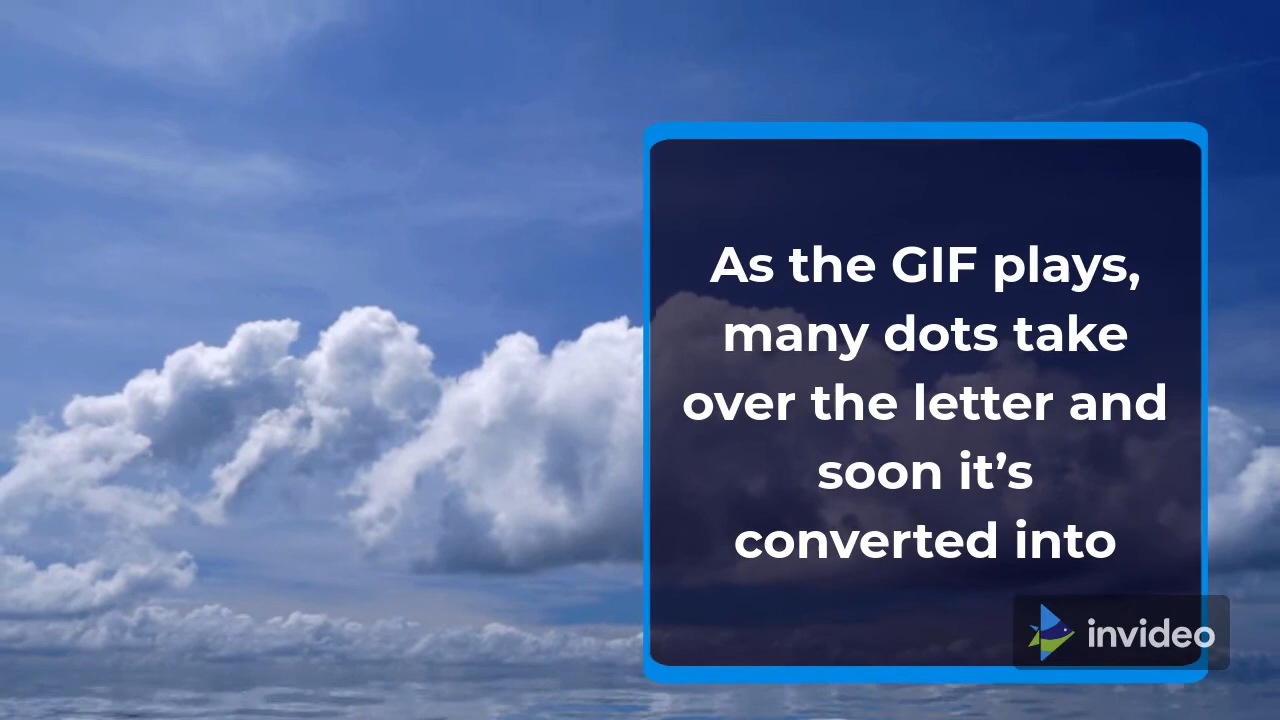 As the GIF plays,
many dots take
over the letter and
soon it’s
converted into
invideo